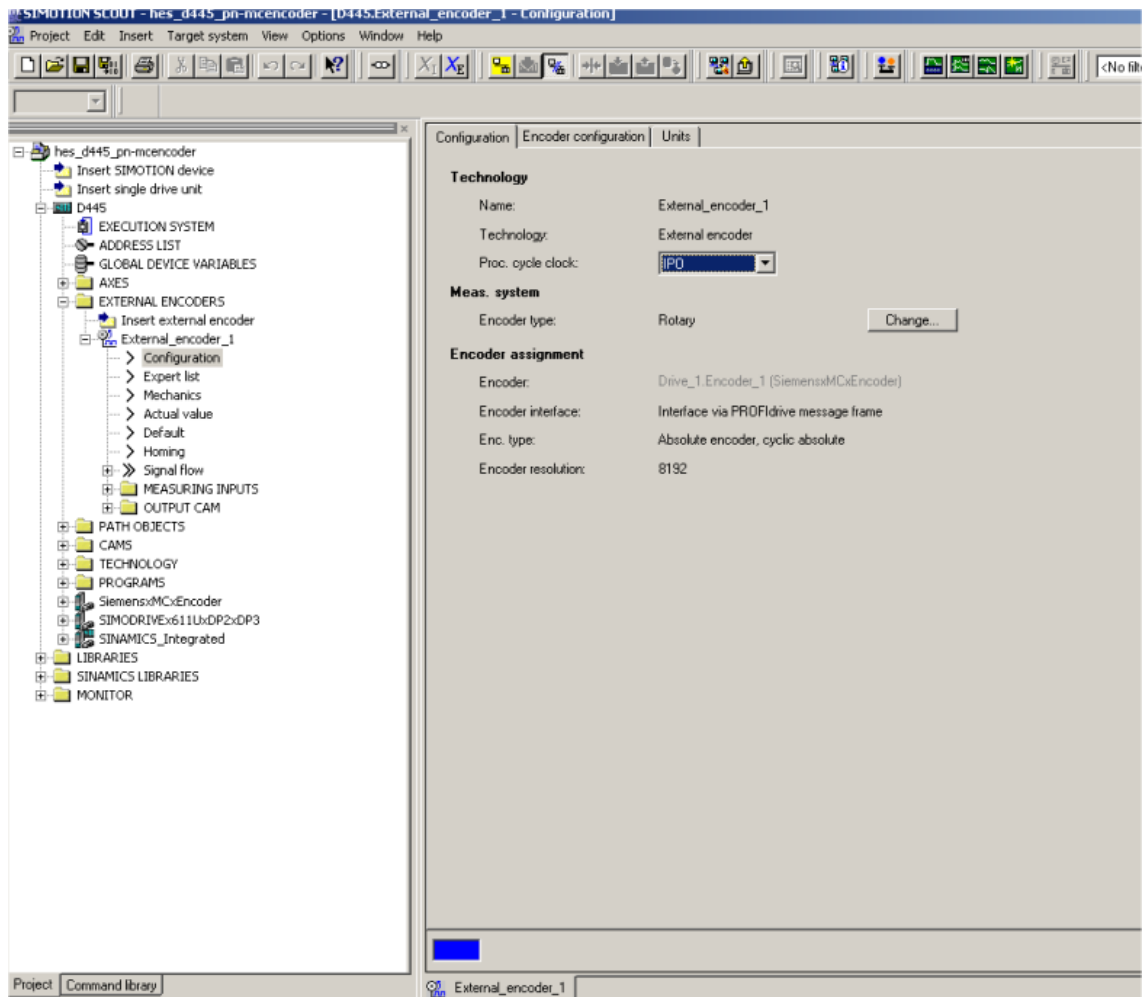 SIMOTION SCOUT - hes_d445_pn-mcencoder - [D445.External_encoder_1 - Configuration]
Project Edit Insert Target system View Options Window Help
<No filt
hes_d445_pn-mcencoder
Insert SIMOTION device
Insert single drive unit
D445
EXECUTION SYSTEM
ADDRESS LIST
GLOBAL DEVICE VARIABLES
AXES
EXTERNAL ENCODERS
Insert external encoder
External_encoder_1
Configuration
Expert list
Mechanics
Actual value
Default
Homing
Signal flow
MEASURING INPUTS
OUTPUT CAM
PATH OBJECTS
CAMS
TECHNOLOGY
PROGRAMS
SiemensxMCxEncoder
SIMODRIVEx611UxDP2xDP3
SINAMICS_Integrated
LIBRARIES
SINAMICS LIBRARIES
MONITOR
Project Command library
Configuration Encoder configuration Units
Technology
Name: External_encoder_1
Technology: External encoder
Proc. cycle clock: IPO
Meas. system
Encoder type: Rotary Change...
Encoder assignment
Encoder: Drive_1.Encoder_1 (SiemensxMCxEncoder)
Encoder interface: Interface via PROFIdrive message frame
Enc. type: Absolute encoder, cyclic absolute
Encoder resolution: 8192
External_encoder_1